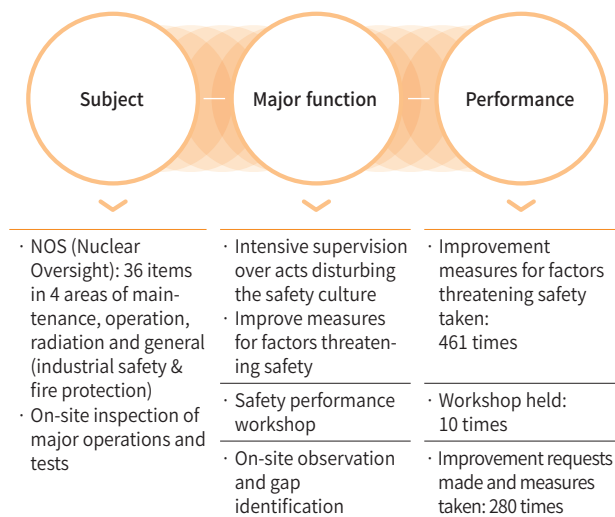 Subject
Major function
Performance
· NOS (Nuclear
Oversight): 36 items
in 4 areas of main-
tenance, operation,
radiation and general
(industrial safety &
fire protection)
· On-site inspection of
major operations and
tests
· Intensive supervision
over acts disturbing
the safety culture
· Improve measures
for factors threaten-
ing safety
· Safety performance
workshop
· On-site observation
and gap
identification
· Improvement
measures for factors
threatening safety
taken:
461 times
· Workshop held:
10 times
· Improvement requests
made and measures
taken: 280 times